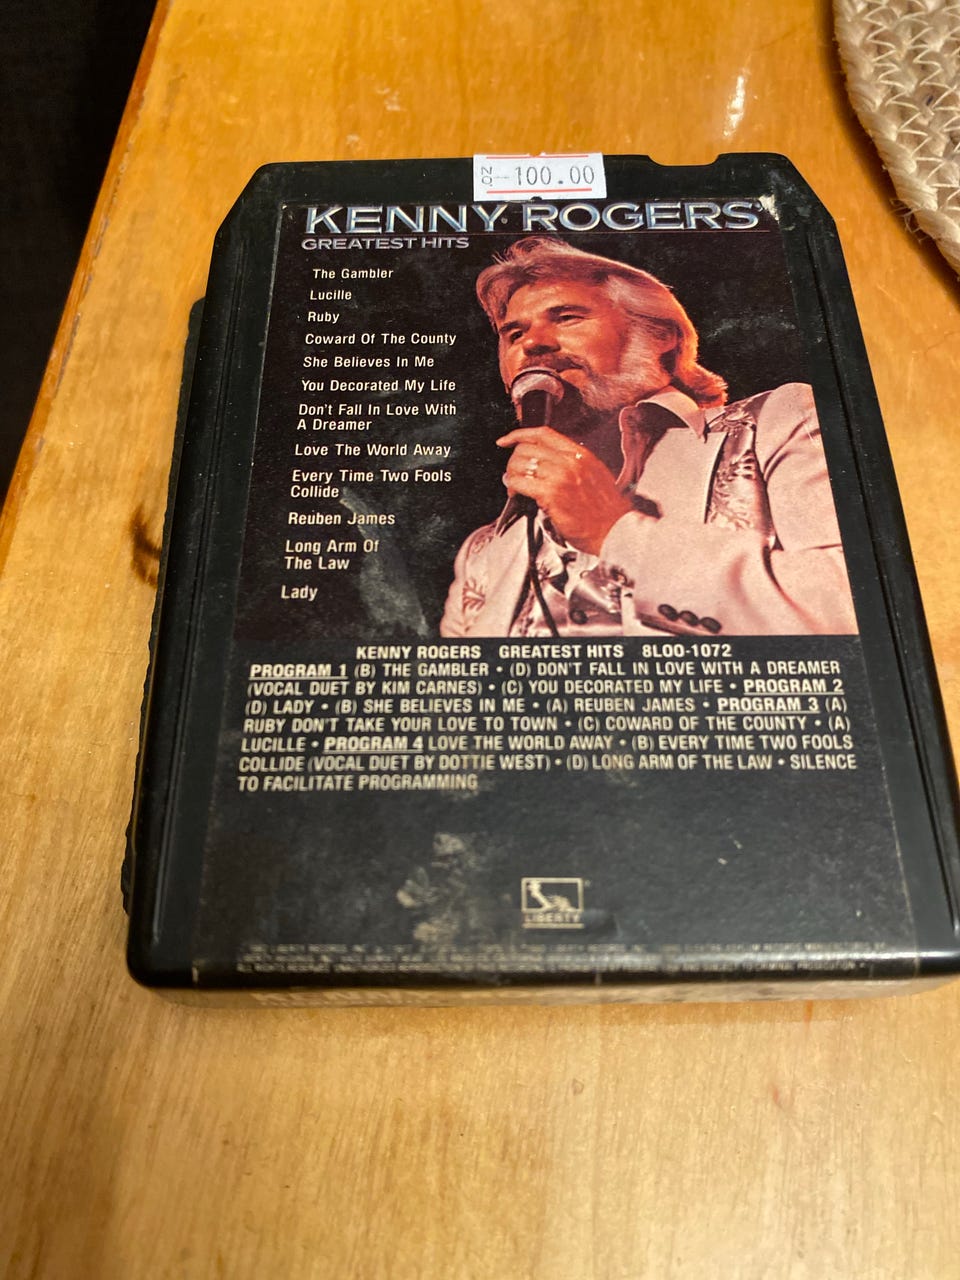 OZ
100.00
KENNY ROGERS
GREATEST HITS
The Gambler
Lucille
Ruby
Coward Of The County
She Believes In Me
You Decorated My Life
Don't Fall In Love With
A Dreamer
Love The World Away
Every Time Two Fools
Collide
Reuben James
Long Arm Of
The Law
Lady
KENNY ROGERS GREATEST HITS 8LOO-1072
PROGRAM 1 (B) THE GAMBLER • (D) DON'T FALL IN LOVE WITH A DREAMER
(VOCAL DUET BY KIM CARNES) • (C) YOU DECORATED MY LIFE • PROGRAM 2
(D) LADY • (B) SHE BELIEVES IN ME • (A) REUBEN JAMES • PROGRAM 3 (A)
RUBY DON'T TAKE YOUR LOVE TO TOWN • (C) COWARD OF THE COUNTY • (A)
LUCILLE • PROGRAM 4 LOVE THE WORLD AWAY • (B) EVERY TIME TWO FOOLS
COLLIDE (VOCAL DUET BY DOTTIE WEST) • (D) LONG ARM OF THE LAW • SILENCE
TO FACILITATE PROGRAMMING
LIBERTY